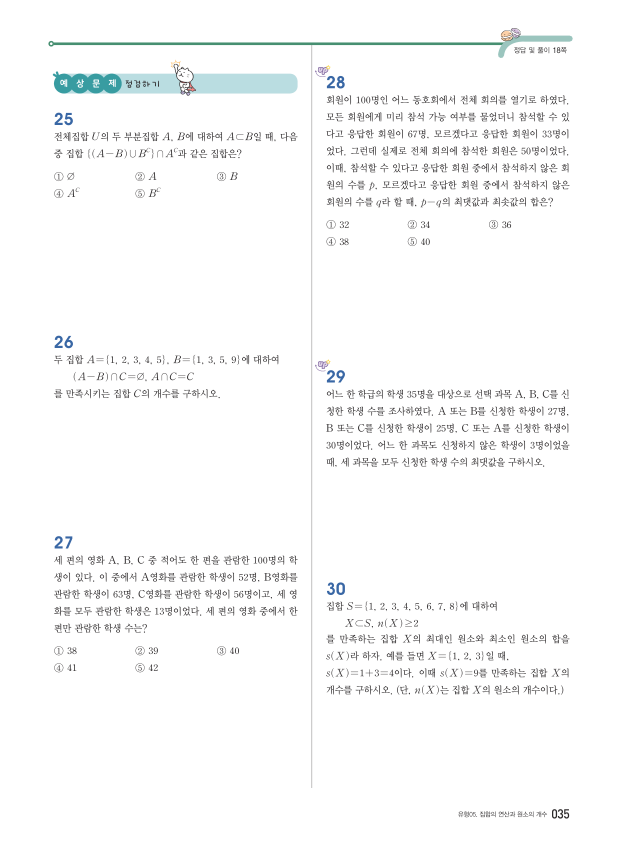 정답 및 풀이 18쪽
예 상 문 제 점검하기
25
전체집합 U의 두 부분집합 A, B에 대하여 A⊂B일 때, 다음
중 집합 {(A−B)∪Bᶜ}∩Aᶜ과 같은 집합은?
① ∅ ② A ③ B
④ Aᶜ ⑤ Bᶜ
26
두 집합 A={1, 2, 3, 4, 5}, B={1, 3, 5, 9}에 대하여
(A−B)∩C=∅, A∩C=C
를 만족시키는 집합 C의 개수를 구하시오.
27
세 편의 영화 A, B, C 중 적어도 한 편을 관람한 100명의 학
생이 있다. 이 중에서 A영화를 관람한 학생이 52명, B영화를
관람한 학생이 63명, C영화를 관람한 학생이 56명이고, 세 영
화를 모두 관람한 학생은 13명이었다. 세 편의 영화 중에서 한
편만 관람한 학생 수는?
① 38 ② 39 ③ 40
④ 41 ⑤ 42
28
회원이 100명인 어느 동호회에서 전체 회의를 열기로 하였다.
모든 회원에게 미리 참석 가능 여부를 물었더니 참석할 수 있
다고 응답한 회원이 67명, 모르겠다고 응답한 회원이 33명이
었다. 그런데 실제로 전체 회의에 참석한 회원은 50명이었다.
이때, 참석할 수 있다고 응답한 회원 중에서 참석하지 않은 회
원의 수를 p, 모르겠다고 응답한 회원 중에서 참석하지 않은
회원의 수를 q라 할 때, p−q의 최댓값과 최솟값의 합은?
① 32 ② 34 ③ 36
④ 38 ⑤ 40
29
어느 한 학급의 학생 35명을 대상으로 선택 과목 A, B, C를 신
청한 학생 수를 조사하였다. A 또는 B를 신청한 학생이 27명,
B 또는 C를 신청한 학생이 25명, C 또는 A를 신청한 학생이
30명이었다. 어느 한 과목도 신청하지 않은 학생이 3명이었을
때, 세 과목을 모두 신청한 학생 수의 최댓값을 구하시오.
30
집합 S={1, 2, 3, 4, 5, 6, 7, 8}에 대하여
X⊂S, n(X)≥2
를 만족하는 집합 X의 최대인 원소와 최소인 원소의 합을
s(X)라 하자. 예를 들면 X={1, 2, 3}일 때,
s(X)=1+3=4이다. 이때 s(X)=9를 만족하는 집합 X의
개수를 구하시오. (단, n(X)는 집합 X의 원소의 개수이다.)
유형05. 집합의 연산과 원소의 개수 035